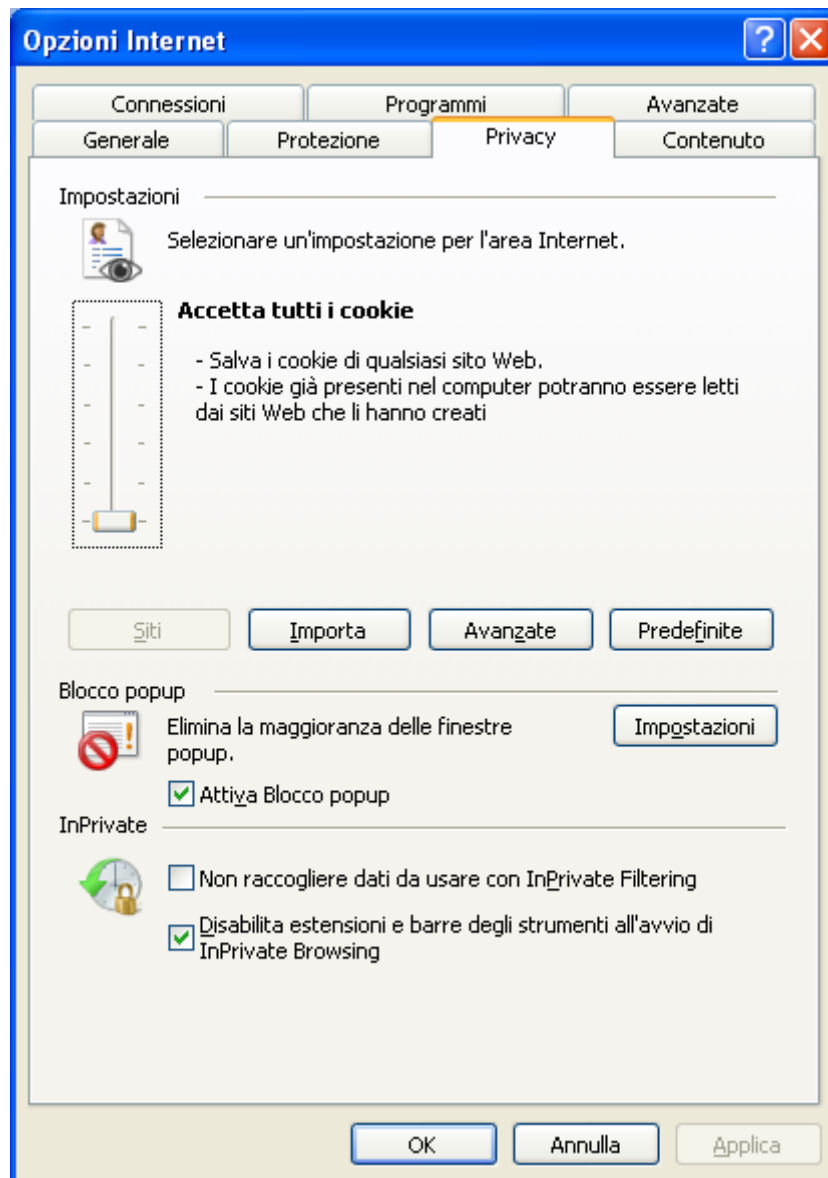 Opzioni Internet
Connessioni
Programmi
Avanzate
Generale
Protezione
Privacy
Contenuto
Impostazioni
Selezionare un'impostazione per l'area Internet.
Accetta tutti i cookie
- Salva i cookie di qualsiasi sito Web.
- I cookie già presenti nel computer potranno essere letti
dai siti Web che li hanno creati
Siti
Importa
Avanzate
Predefinite
Blocco popup
Elimina la maggioranza delle finestre
popup.
Impostazioni
Attiva Blocco popup
InPrivate
Non raccogliere dati da usare con InPrivate Filtering
Disabilita estensioni e barre degli strumenti all'avvio di
InPrivate Browsing
OK
Annulla
Applica